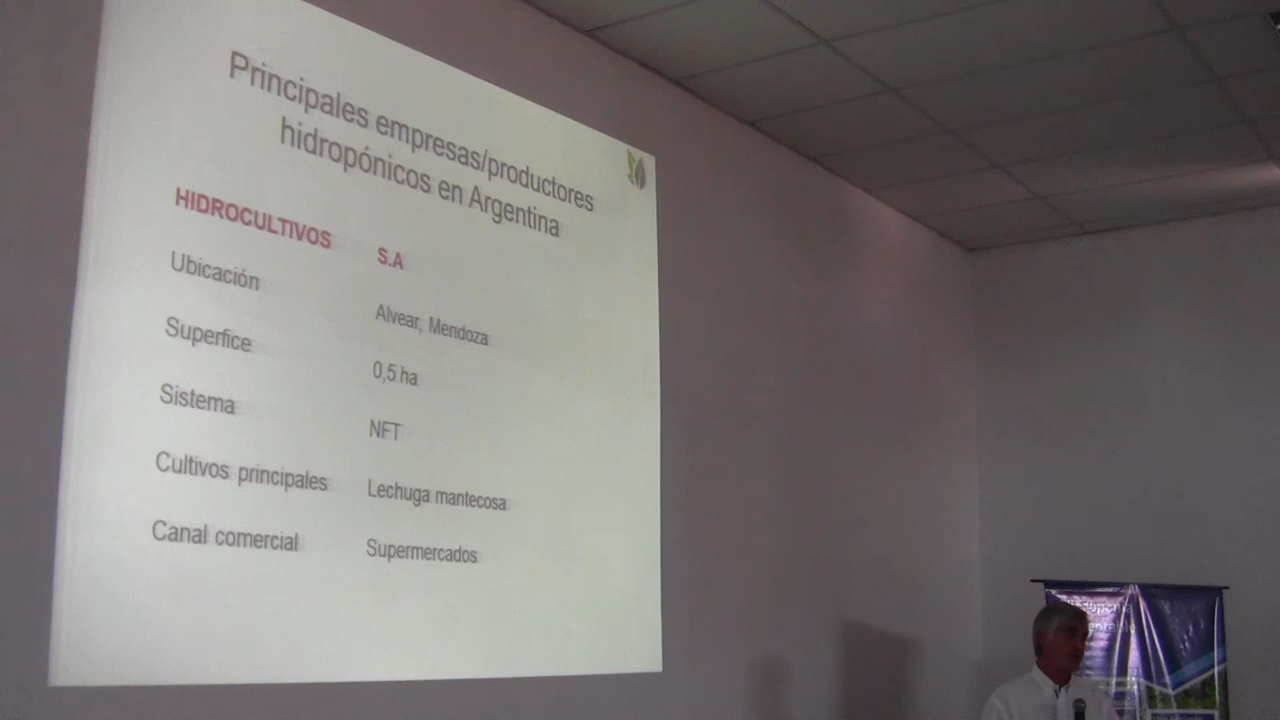 Principales empresas/productores
hidropónicos en Argentina
HIDROCULTIVOS S.A
Ubicación Alvear, Mendoza
Superfice 0,5 ha
Sistema NFT
Cultivos principales Lechuga mantecosa
Canal comercial Supermercados